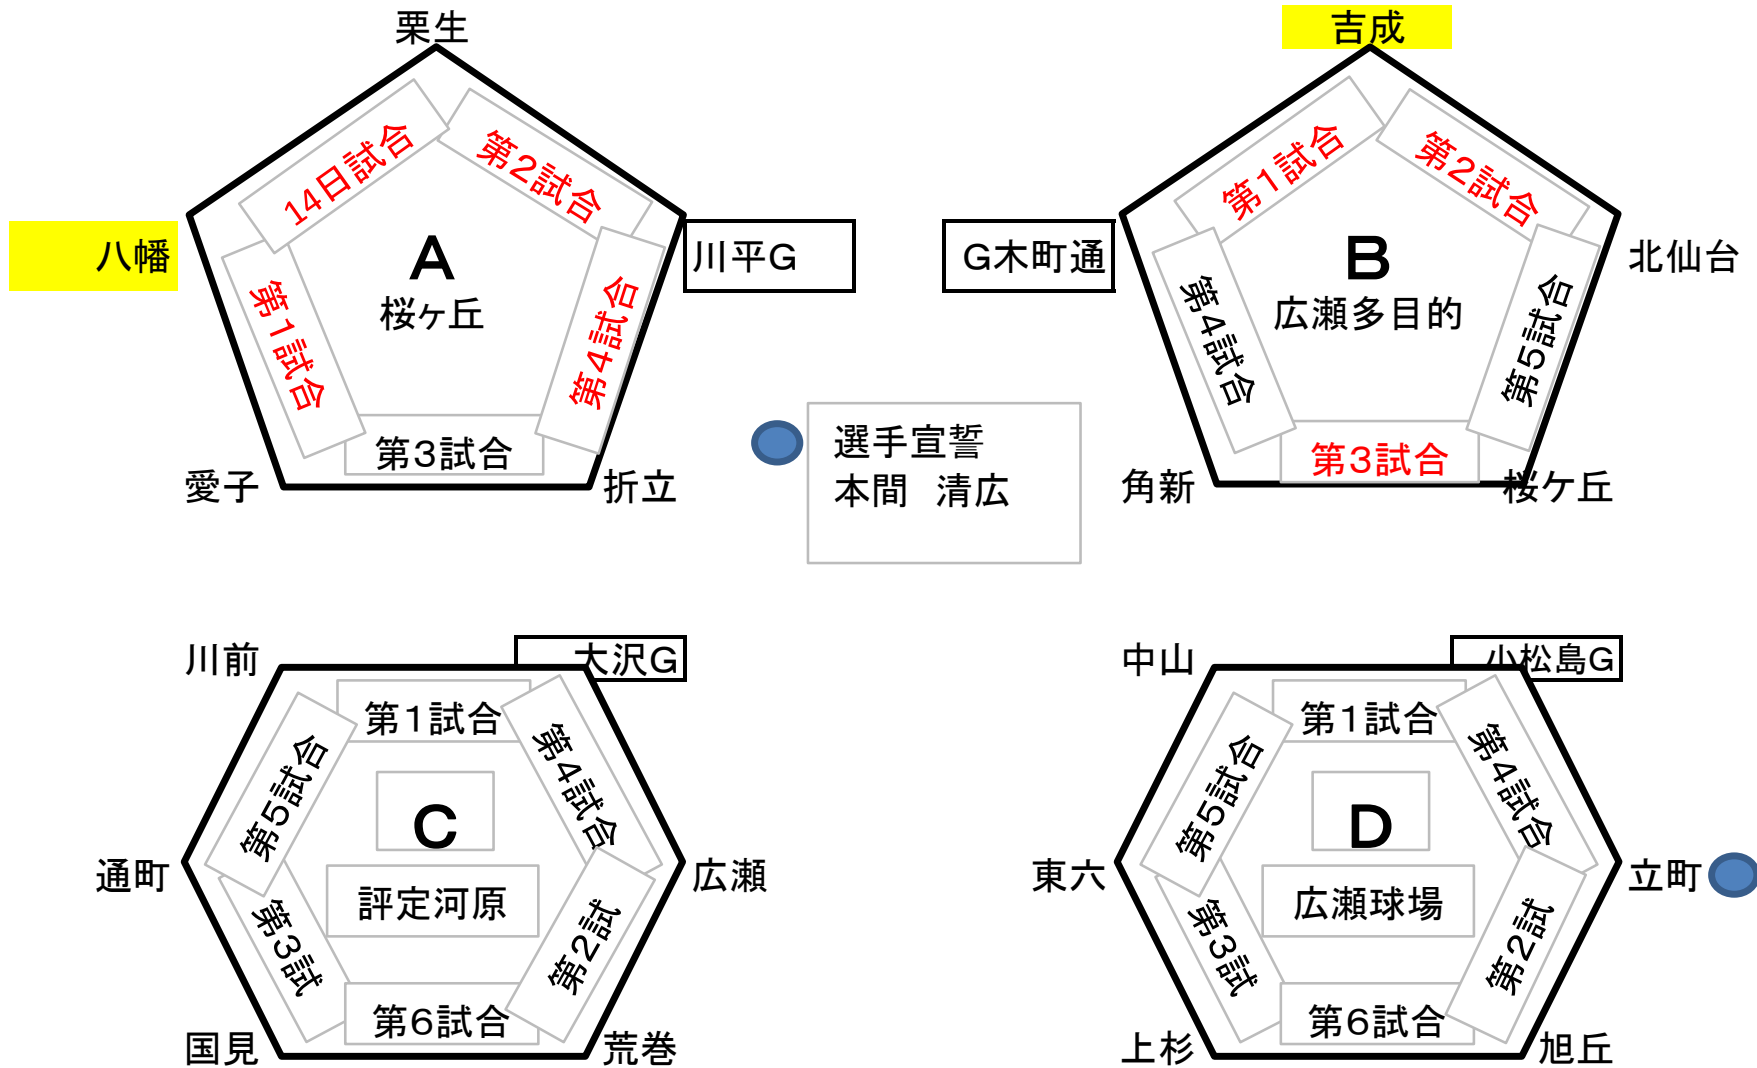 栗生
14日試合
第2試合
八幡
A
桜ヶ丘
川平G
第1試合
第4試合
第3試合
愛子
折立
吉成
第1試合
第2試合
G木町通
B
広瀬多目的
北仙台
第4試合
第5試合
第3試合
角新
桜ケ丘
選手宣誓
本間 清広
川前
大沢G
第1試合
第5試合
第4試合
C
通町
評定河原
広瀬
第3試
第2試
第6試合
国見
荒巻
中山
小松島G
第1試合
第5試合
第4試合
D
東六
広瀬球場
立町
第3試
第2試
第6試合
上杉
旭丘